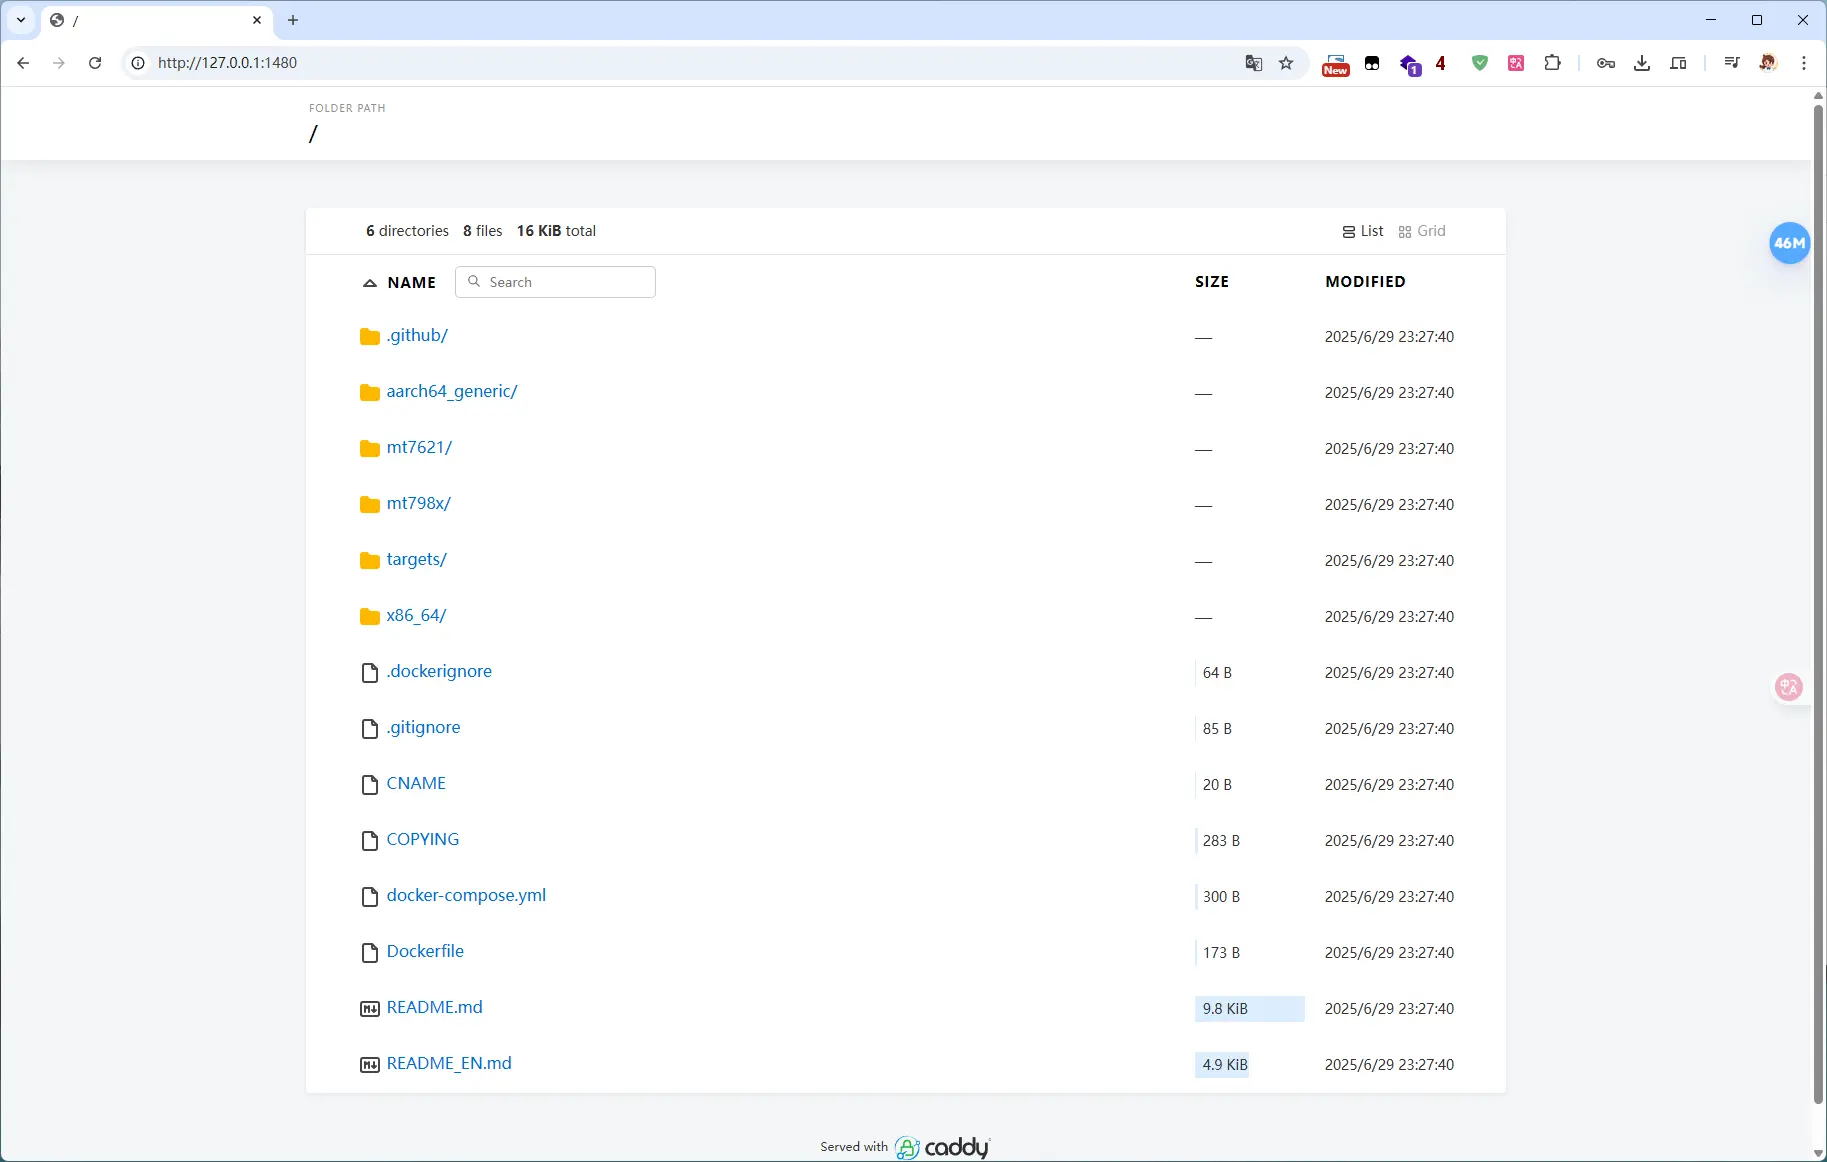 /
http://127.0.0.1:1480
New
1
4
FOLDER PATH
/
6 directories 8 files 16 KiB total
List Grid
46M
NAME Search SIZE MODIFIED
.github/ — 2025/6/29 23:27:40
aarch64_generic/ — 2025/6/29 23:27:40
mt7621/ — 2025/6/29 23:27:40
mt798x/ — 2025/6/29 23:27:40
targets/ — 2025/6/29 23:27:40
x86_64/ — 2025/6/29 23:27:40
.dockerignore 64 B 2025/6/29 23:27:40
.gitignore 85 B 2025/6/29 23:27:40
CNAME 20 B 2025/6/29 23:27:40
COPYING 283 B 2025/6/29 23:27:40
docker-compose.yml 300 B 2025/6/29 23:27:40
Dockerfile 173 B 2025/6/29 23:27:40
README.md 9.8 KiB 2025/6/29 23:27:40
README_EN.md 4.9 KiB 2025/6/29 23:27:40
Served with caddy